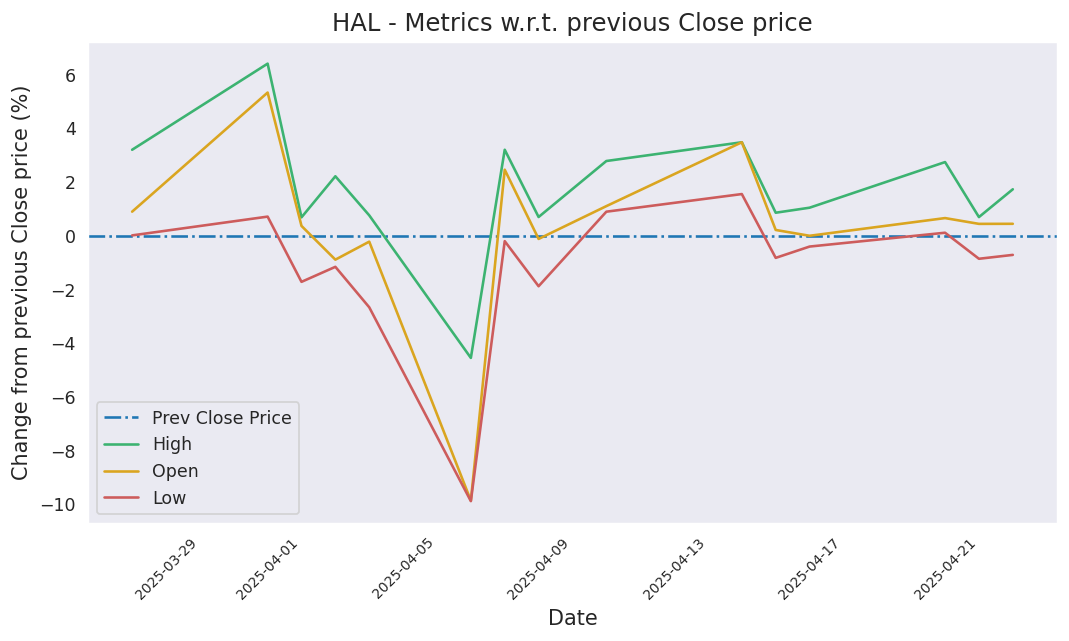 HAL - Metrics w.r.t. previous Close price
Change from previous Close price (%)
6
4
2
0
−2
−4
−6
−8
−10
Prev Close Price
High
Open
Low
2025-03-29
2025-04-01
2025-04-05
2025-04-09
2025-04-13
2025-04-17
2025-04-21
Date